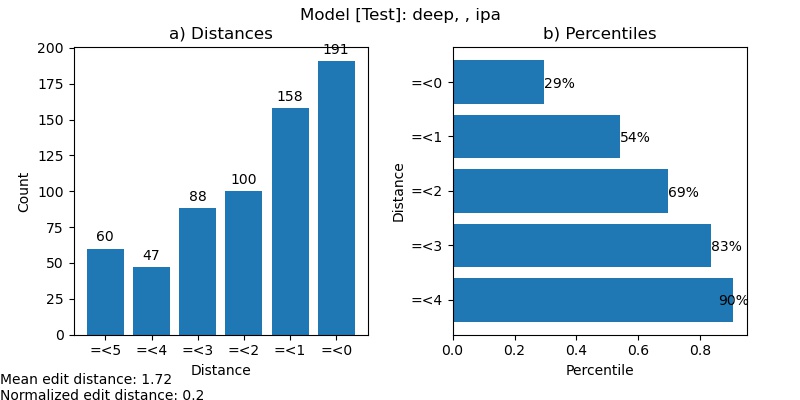 Model [Test]: deep, , ipa
a) Distances
200
175
150
125
100
75
50
25
0
Count
60
47
88
100
158
191
=<5 =<4 =<3 =<2 =<1 =<0
Distance
b) Percentiles
Distance
=<0 29%
=<1 54%
=<2 69%
=<3 83%
=<4 90%
0.0 0.2 0.4 0.6 0.8
Percentile
Mean edit distance: 1.72
Normalized edit distance: 0.2